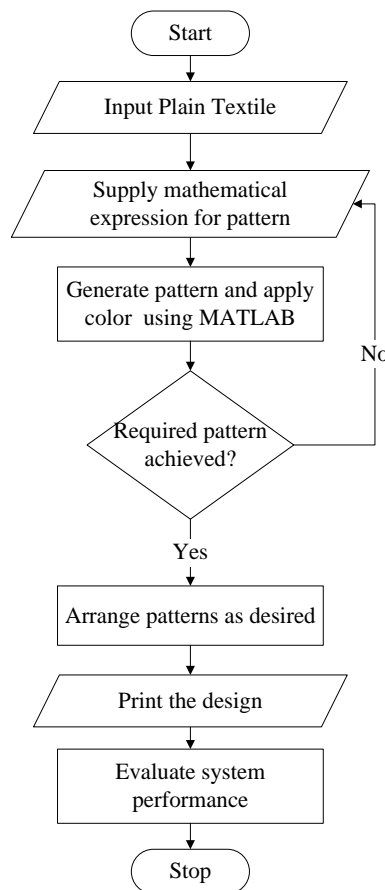 Start
Input Plain Textile
Supply mathematical
expression for pattern
Generate pattern and apply
color using MATLAB
No
Required pattern
achieved?
Yes
Arrange patterns as desired
Print the design
Evaluate system
performance
Stop